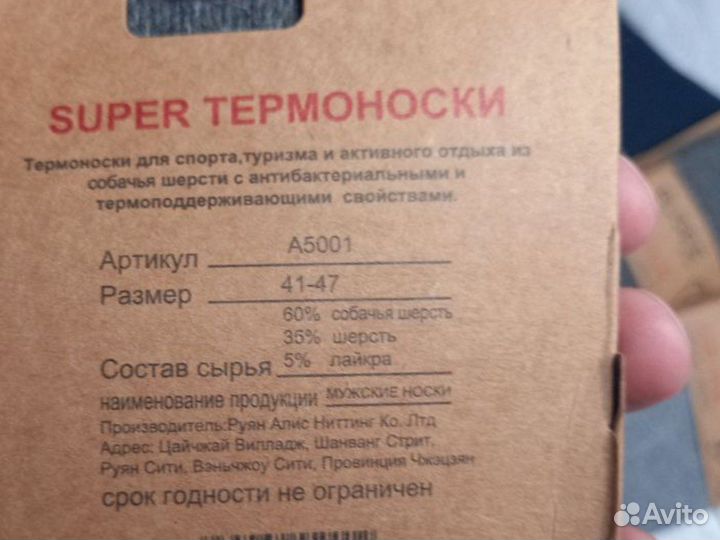 SUPER ТЕРМОНОСКИ
Термоноски для спорта,туризма и активного отдыха из
собачья шерсти с антибактериальными и
термоподдерживающими свойствами.
Артикул A5001
Размер 41-47
60% собачья шерсть
35% шерсть
Состав сырья 5% лайкра
наименование продукции МУЖСКИЕ НОСКИ
Производитель:Руян Алис Ниттинг Ко. Лтд
Адрес: Цайчжай Вилладж, Шанванг Стрит,
Руян Сити, Вэньчжоу Сити, Провинция Чжэцзян
срок годности не ограничен
Avito